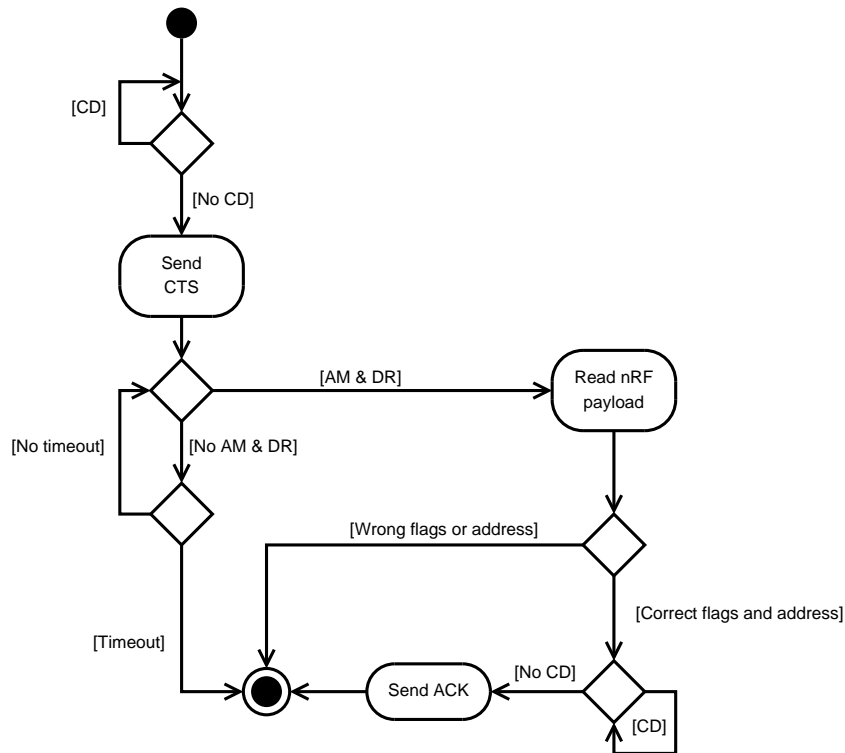 [CD]
[No CD]
Send
CTS
[AM & DR]
Read nRF
payload
[No timeout]
[No AM & DR]
[Wrong flags or address]
[Correct flags and address]
[Timeout]
[No CD]
Send ACK
[CD]